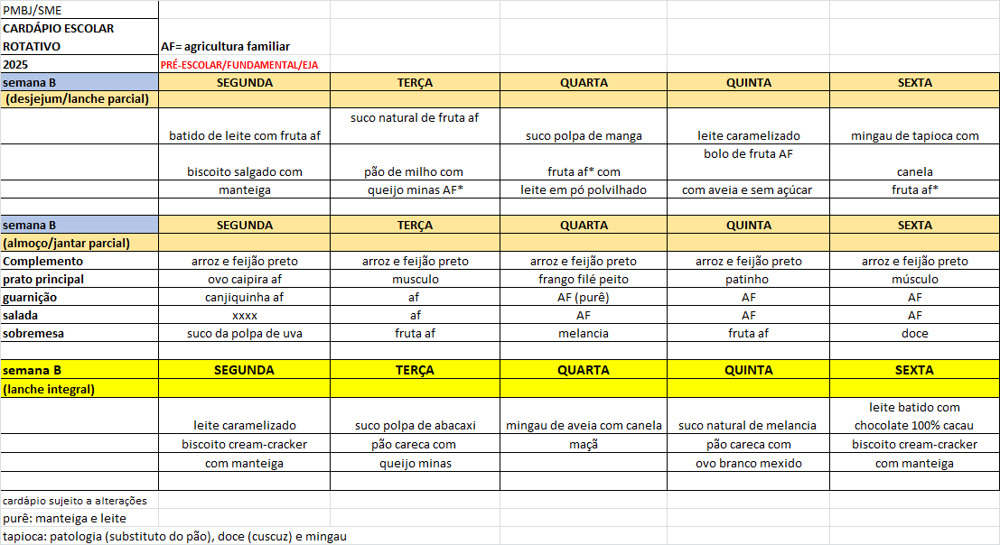 PMBJ/SME
CARDÁPIO ESCOLAR
ROTATIVO
AF= agricultura familiar
2025 PRÉ-ESCOLAR/FUNDAMENTAL/EJA
semana B SEGUNDA TERÇA QUARTA QUINTA SEXTA
(desjejum/lanche parcial)
suco natural de fruta af
batido de leite com fruta af suco polpa de manga leite caramelizado mingau de tapioca com
bolo de fruta AF
biscoito salgado com pão de milho com fruta af* com canela
manteiga queijo minas AF* leite em pó polvilhado com aveia e sem açúcar fruta af*
semana B SEGUNDA TERÇA QUARTA QUINTA SEXTA
(almoço/jantar parcial)
Complemento arroz e feijão preto arroz e feijão preto arroz e feijão preto arroz e feijão preto arroz e feijão preto
prato principal ovo caipira af musculo frango filé peito patinho músculo
guarnição canjiquinha af af AF (purê) AF AF
salada xxxx af AF AF AF
sobremesa suco da polpa de uva fruta af melancia fruta af doce
semana B SEGUNDA TERÇA QUARTA QUINTA SEXTA
(lanche integral)
leite batido com
leite caramelizado suco polpa de abacaxi mingau de aveia com canela suco natural de melancia chocolate 100% cacau
biscoito cream-cracker pão careca com maçã pão careca com biscoito cream-cracker
com manteiga queijo minas ovo branco mexido com manteiga
cardápio sujeito a alterações
purê: manteiga e leite
tapioca: patologia (substituto do pão), doce (cuscuz) e mingau